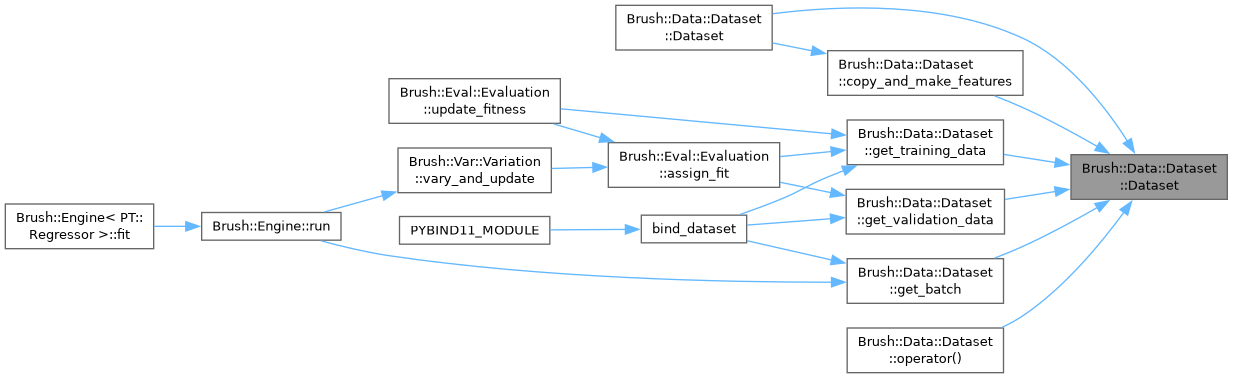 Brush::Data::Dataset
::Dataset
Brush::Data::Dataset
::copy_and_make_features
Brush::Eval::Evaluation
::update_fitness
Brush::Data::Dataset
::get_training_data
Brush::Eval::Evaluation
::assign_fit
Brush::Var::Variation
::vary_and_update
Brush::Data::Dataset
::Dataset
Brush::Data::Dataset
::get_validation_data
Brush::Engine< PT::
Regressor >::fit
Brush::Engine::run
PYBIND11_MODULE
bind_dataset
Brush::Data::Dataset
::get_batch
Brush::Data::Dataset
::operator()